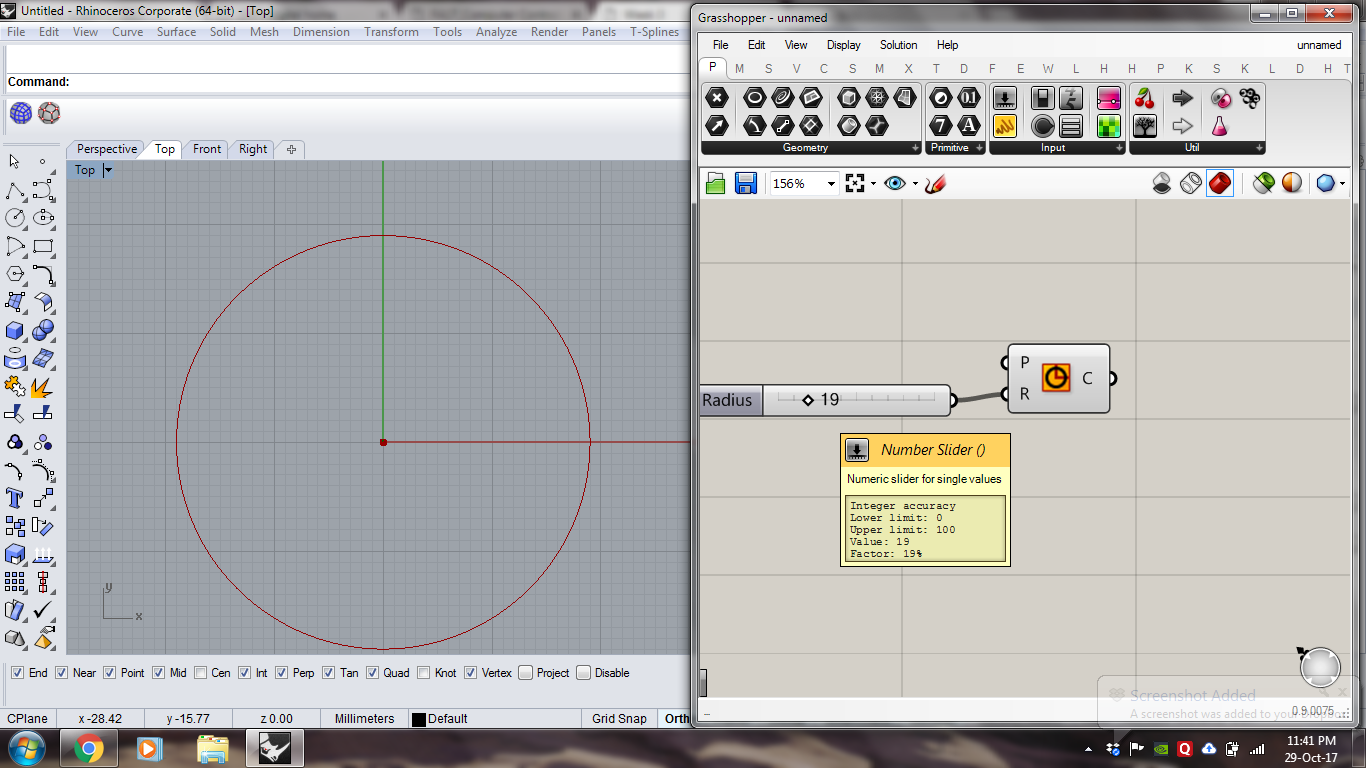 Untitled - Rhinoceros Corporate (64-bit) - [Top]
File Edit View Curve Surface Solid Mesh Dimension Transform Tools Analyze Render Panels T-Splines
Command:
Perspective Top Front Right
Top
y
x
End Near Point Mid Cen Int Perp Tan Quad Knot Vertex Project Disable
CPlane x -28.42 y -15.77 z 0.00 Millimeters Default Grid Snap Orth
Grasshopper - unnamed
File Edit View Display Solution Help unnamed
P M S V C S M X T D F E W L H H P K S K L D H T
Geometry Primitive Input Util
156%
P
R
C
Radius 19
Number Slider ()
Numeric slider for single values
Integer accuracy
Lower limit: 0
Upper limit: 100
Value: 19
Factor: 19%
Screenshot Added
A screenshot was added to your Dropbox
0.9.0075
11:41 PM
29-Oct-17